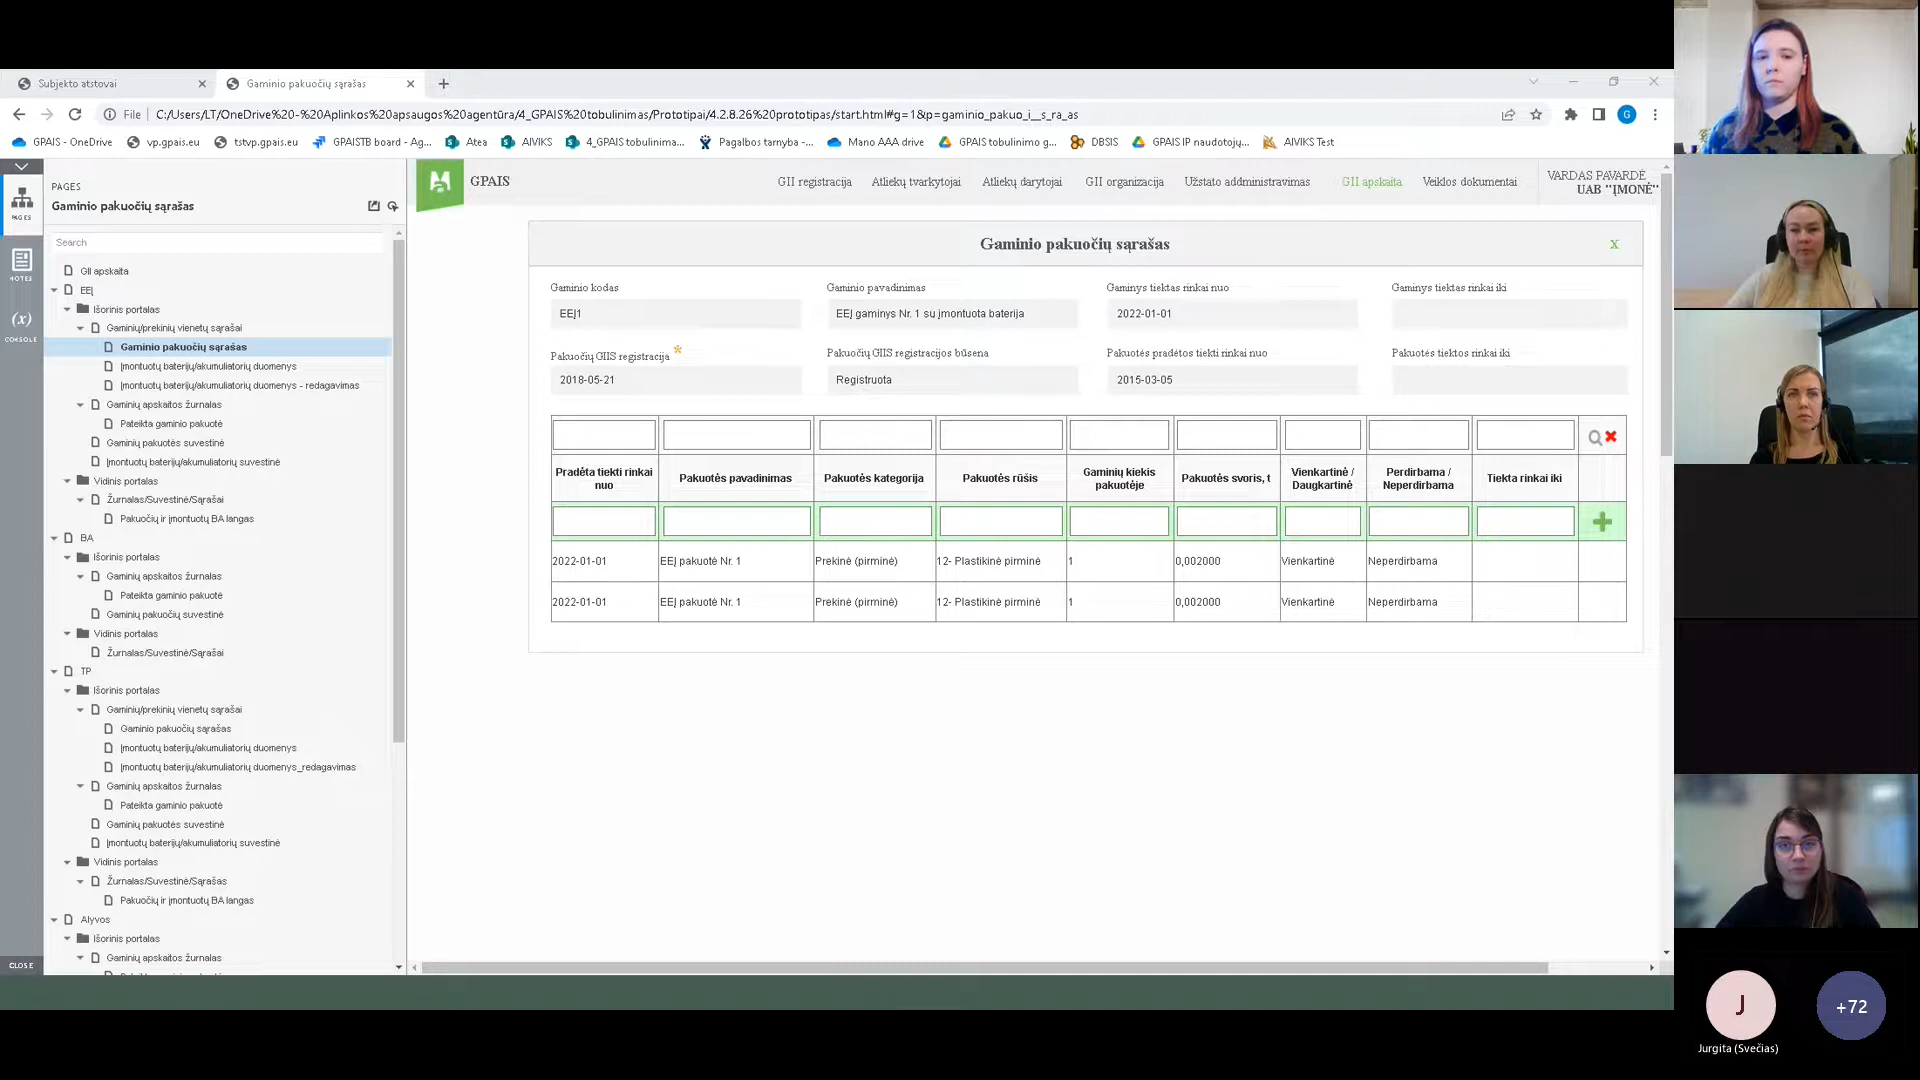 Subjekto atstovai
Gaminio pakuočių sąrašas
File
C:/Users/LT/OneDrive%20-%20Aplinkos%20apsaugos%20agentūra/4_GPAIS%20tobulinimas/Prototipai/4.2.8.26%20prototipas/start.html#g=1&p=gaminio_pakuo_i__s_ra_as
G
GPAIS - OneDrive
vp.gpais.eu
tstvp.gpais.eu
GPAISTB board - Ag...
Atea
AIVIKS
4_GPAIS tobulinima...
Pagalbos tarnyba -...
Mano AAA drive
GPAIS tobulinimo g...
DBSIS
GPAIS IP naudotojų...
AIVIKS Test
PAGES
Gaminio pakuočių sąrašas
Search
PAGES
NOTES
(x)
CONSOLE
CLOSE
GII apskaita
EEĮ
Išorinis portalas
Gaminių/prekinių vienetų sąrašai
Gaminio pakuočių sąrašas
Įmontuotų baterijų/akumuliatorių duomenys
Įmontuotų baterijų/akumuliatorių duomenys - redagavimas
Gaminių apskaitos žurnalas
Pateikta gaminio pakuotė
Gaminių pakuotės suvestinė
Įmontuotų baterijų/akumuliatorių suvestinė
Vidinis portalas
Žurnalas/Suvestinė/Sąrašai
Pakuočių ir įmontuotų BA langas
BA
Išorinis portalas
Gaminių apskaitos žurnalas
Pateikta gaminio pakuotė
Gaminių pakuočių suvestinė
Vidinis portalas
Žurnalas/Suvestinė/Sąrašai
TP
Išorinis portalas
Gaminių/prekinių vienetų sąrašai
Gaminio pakuočių sąrašas
Įmontuotų baterijų/akumuliatorių duomenys
Įmontuotų baterijų/akumuliatorių duomenys_redagavimas
Gaminių apskaitos žurnalas
Pateikta gaminio pakuotė
Gaminių pakuotės suvestinė
Įmontuotų baterijų/akumuliatorių suvestinė
Vidinis portalas
Žurnalas/Suvestinė/Sąrašas
Pakuočių ir įmontuotų BA langas
Alyvos
Išorinis portalas
Gaminių apskaitos žurnalas
GPAIS
GII registracija
Atliekų tvarkytojai
Atliekų darytojai
GII organizacija
Užstato addministravimas
GII apskaita
Veiklos dokumentai
VARDAS PAVARDĖ
UAB "ĮMONĖ"
Gaminio pakuočių sąrašas
x
Gaminio kodas
Gaminio pavadinimas
Gaminys tiektas rinkai nuo
Gaminys tiektas rinkai iki
EEĮ1
EEĮ gaminys Nr. 1 su įmontuota baterija
2022-01-01
Pakuočių GIIS registracija *
Pakuočių GIIS registracijos būsena
Pakuotės pradėtos tiekti rinkai nuo
Pakuotės tiektos rinkai iki
2018-05-21
Registruota
2015-03-05
Pradėta tiekti rinkai nuo
Pakuotės pavadinimas
Pakuotės kategorija
Pakuotės rūšis
Gaminių kiekis pakuotėje
Pakuotės svoris, t
Vienkartinė / Daugkartinė
Perdirbama / Neperdirbama
Tiekta rinkai iki
2022-01-01 EEĮ pakuotė Nr. 1 Prekinė (pirminė) 12- Plastikinė pirminė 1 0,002000 Vienkartinė Neperdirbama
2022-01-01 EEĮ pakuotė Nr. 1 Prekinė (pirminė) 12- Plastikinė pirminė 1 0,002000 Vienkartinė Neperdirbama
J
+72
Jurgita (Svečias)